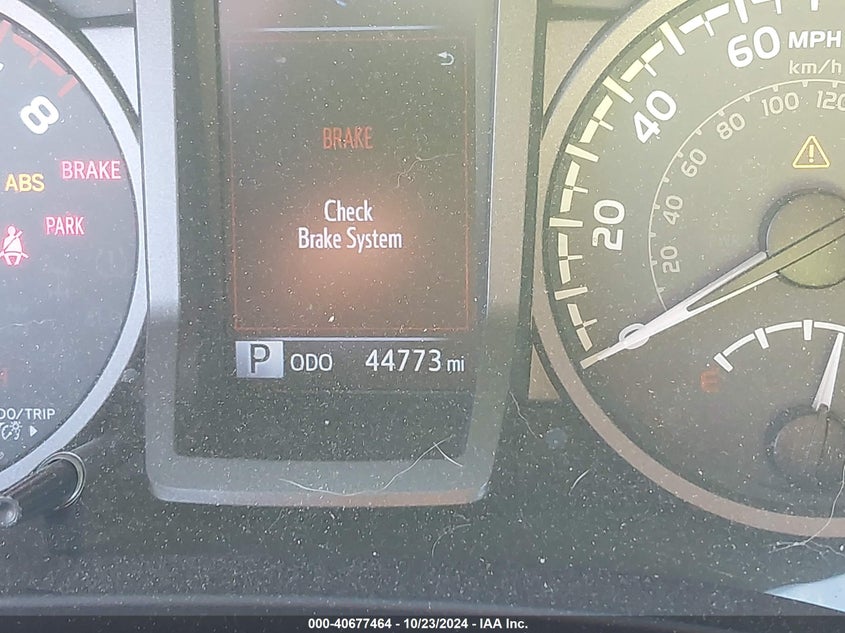 8
ABS BRAKE
PARK
DO/TRIP
BRAKE
Check
Brake System
P ODO 44773 mi
60 MPH
km/h
40
20
120
100
80
60
40
20
E
000-40677464 - 10/23/2024 - IAA Inc.